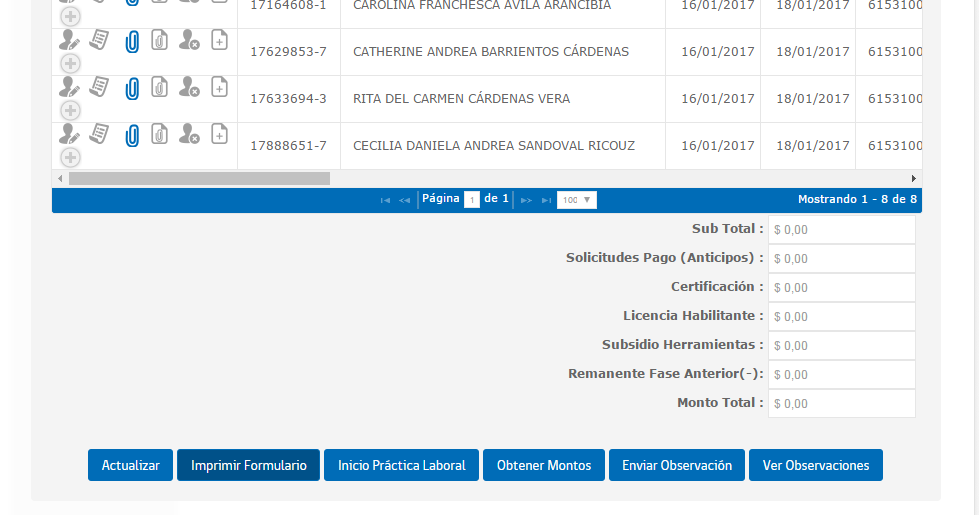 17164608-1 CAROLINA FRANCHESCA AVILA ARANCIBIA 16/01/2017 18/01/2017 6153100
17629853-7 CATHERINE ANDREA BARRIENTOS CÁRDENAS 16/01/2017 18/01/2017 6153100
17633694-3 RITA DEL CARMEN CÁRDENAS VERA 16/01/2017 18/01/2017 6153100
17888651-7 CECILIA DANIELA ANDREA SANDOVAL RICOUZ 16/01/2017 18/01/2017 6153100
Página 1 de 1 100 Mostrando 1 - 8 de 8
Sub Total : $ 0,00
Solicitudes Pago (Anticipos) : $ 0,00
Certificación : $ 0,00
Licencia Habilitante : $ 0,00
Subsidio Herramientas : $ 0,00
Remanente Fase Anterior(-): $ 0,00
Monto Total : $ 0,00
Actualizar Imprimir Formulario Inicio Práctica Laboral Obtener Montos Enviar Observación Ver Observaciones